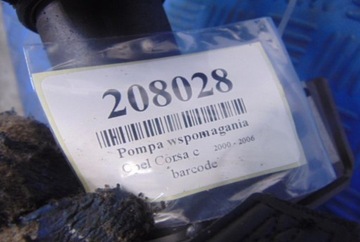 208028
Pompa wspomagania
Opel Corsa c 2000 - 2006
barcode